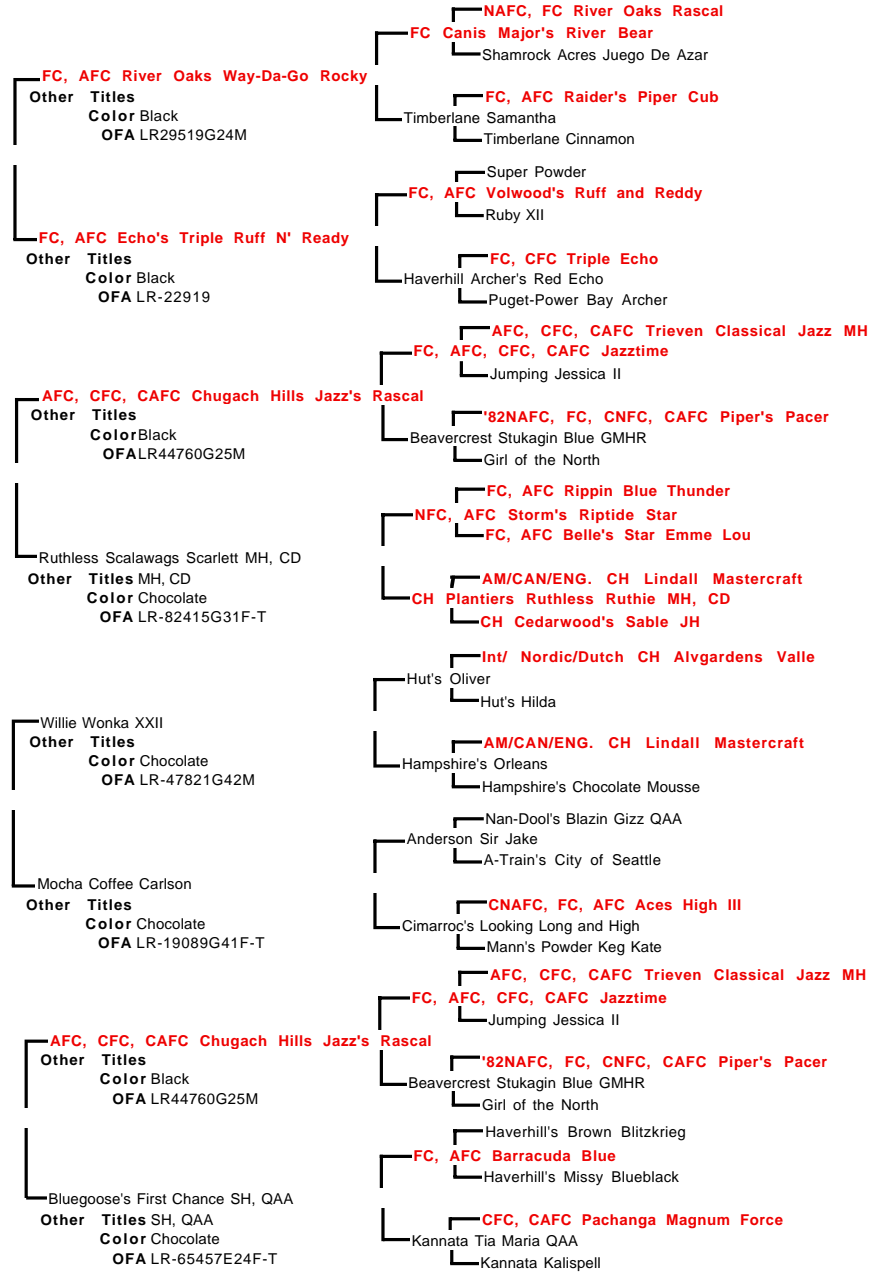 NAFC, FC River Oaks Rascal
FC Canis Major's River Bear
Shamrock Acres Juego De Azar
FC, AFC River Oaks Way-Da-Go Rocky
Other Titles
Color Black
OFA LR29519G24M
FC, AFC Raider's Piper Cub
Timberlane Samantha
Timberlane Cinnamon
Super Powder
FC, AFC Volwood's Ruff and Reddy
Ruby XII
FC, AFC Echo's Triple Ruff N' Ready
Other Titles
Color Black
OFA LR-22919
FC, CFC Triple Echo
Haverhill Archer's Red Echo
Puget-Power Bay Archer
AFC, CFC, CAFC Trieven Classical Jazz MH
FC, AFC, CFC, CAFC Jazztime
Jumping Jessica II
AFC, CFC, CAFC Chugach Hills Jazz's Rascal
Other Titles
Color Black
OFA LR44760G25M
'82NAFC, FC, CNFC, CAFC Piper's Pacer
Beavercrest Stukagin Blue GMHR
Girl of the North
FC, AFC Rippin Blue Thunder
NFC, AFC Storm's Riptide Star
FC, AFC Belle's Star Emme Lou
Ruthless Scalawags Scarlett MH, CD
Other Titles MH, CD
Color Chocolate
OFA LR-82415G31F-T
AM/CAN/ENG. CH Lindall Mastercraft
CH Plantiers Ruthless Ruthie MH, CD
CH Cedarwood's Sable JH
Int/ Nordic/Dutch CH Alvgardens Valle
Hut's Oliver
Hut's Hilda
Willie Wonka XXII
Other Titles
Color Chocolate
OFA LR-47821G42M
AM/CAN/ENG. CH Lindall Mastercraft
Hampshire's Orleans
Hampshire's Chocolate Mousse
Nan-Dool's Blazin Gizz QAA
Anderson Sir Jake
A-Train's City of Seattle
Mocha Coffee Carlson
Other Titles
Color Chocolate
OFA LR-19089G41F-T
CNAFC, FC, AFC Aces High III
Cimarroc's Looking Long and High
Mann's Powder Keg Kate
AFC, CFC, CAFC Trieven Classical Jazz MH
FC, AFC, CFC, CAFC Jazztime
Jumping Jessica II
AFC, CFC, CAFC Chugach Hills Jazz's Rascal
Other Titles
Color Black
OFA LR44760G25M
'82NAFC, FC, CNFC, CAFC Piper's Pacer
Beavercrest Stukagin Blue GMHR
Girl of the North
Haverhill's Brown Blitzkrieg
FC, AFC Barracuda Blue
Haverhill's Missy Blueblack
Bluegoose's First Chance SH, QAA
Other Titles SH, QAA
Color Chocolate
OFA LR-65457E24F-T
CFC, CAFC Pachanga Magnum Force
Kannata Tia Maria QAA
Kannata Kalispell